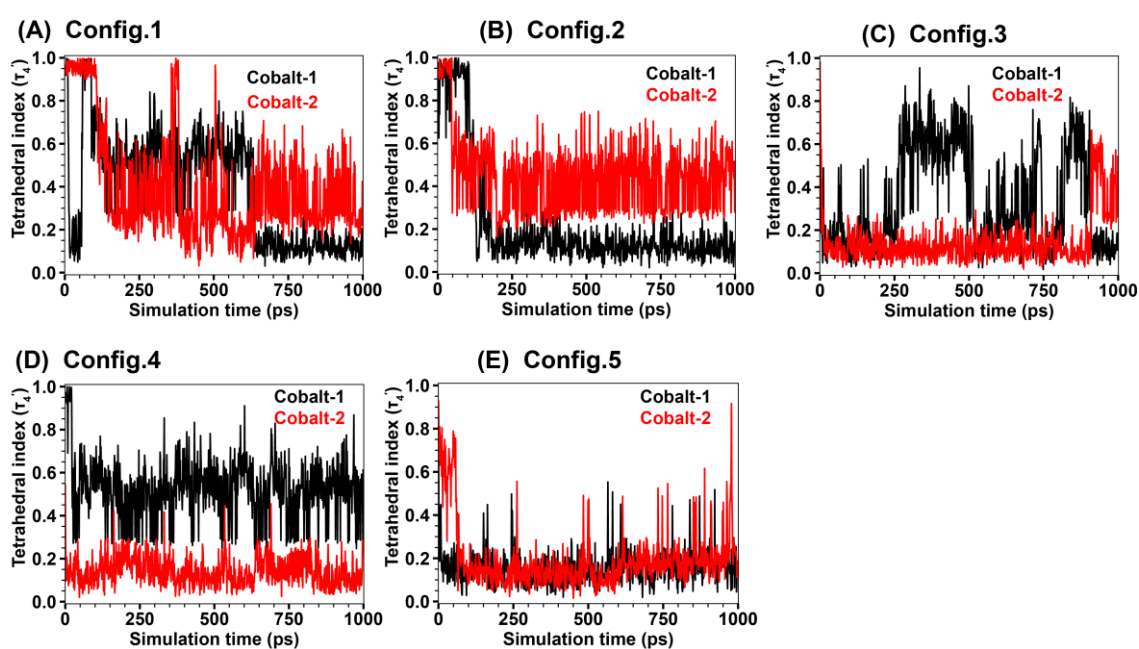 (A) Config.1
Tetrahedral index (τ4')
1.0
0.8
0.6
0.4
0.2
0.0
Cobalt-1
Cobalt-2
0 250 500 750 1000
Simulation time (ps)
(B) Config.2
Tetrahedral index (τ4')
1.0
0.8
0.6
0.4
0.2
0.0
Cobalt-1
Cobalt-2
0 250 500 750 1000
Simulation time (ps)
(C) Config.3
Tetrahedral index (τ4')
1.0
0.8
0.6
0.4
0.2
0.0
Cobalt-1
Cobalt-2
0 250 500 750 1000
Simulation time (ps)
(D) Config.4
Tetrahedral index (τ4')
1.0
0.8
0.6
0.4
0.2
0.0
Cobalt-1
Cobalt-2
0 250 500 750 1000
Simulation time (ps)
(E) Config.5
Tetrahedral index (τ4')
1.0
0.8
0.6
0.4
0.2
0.0
Cobalt-1
Cobalt-2
0 250 500 750 1000
Simulation time (ps)